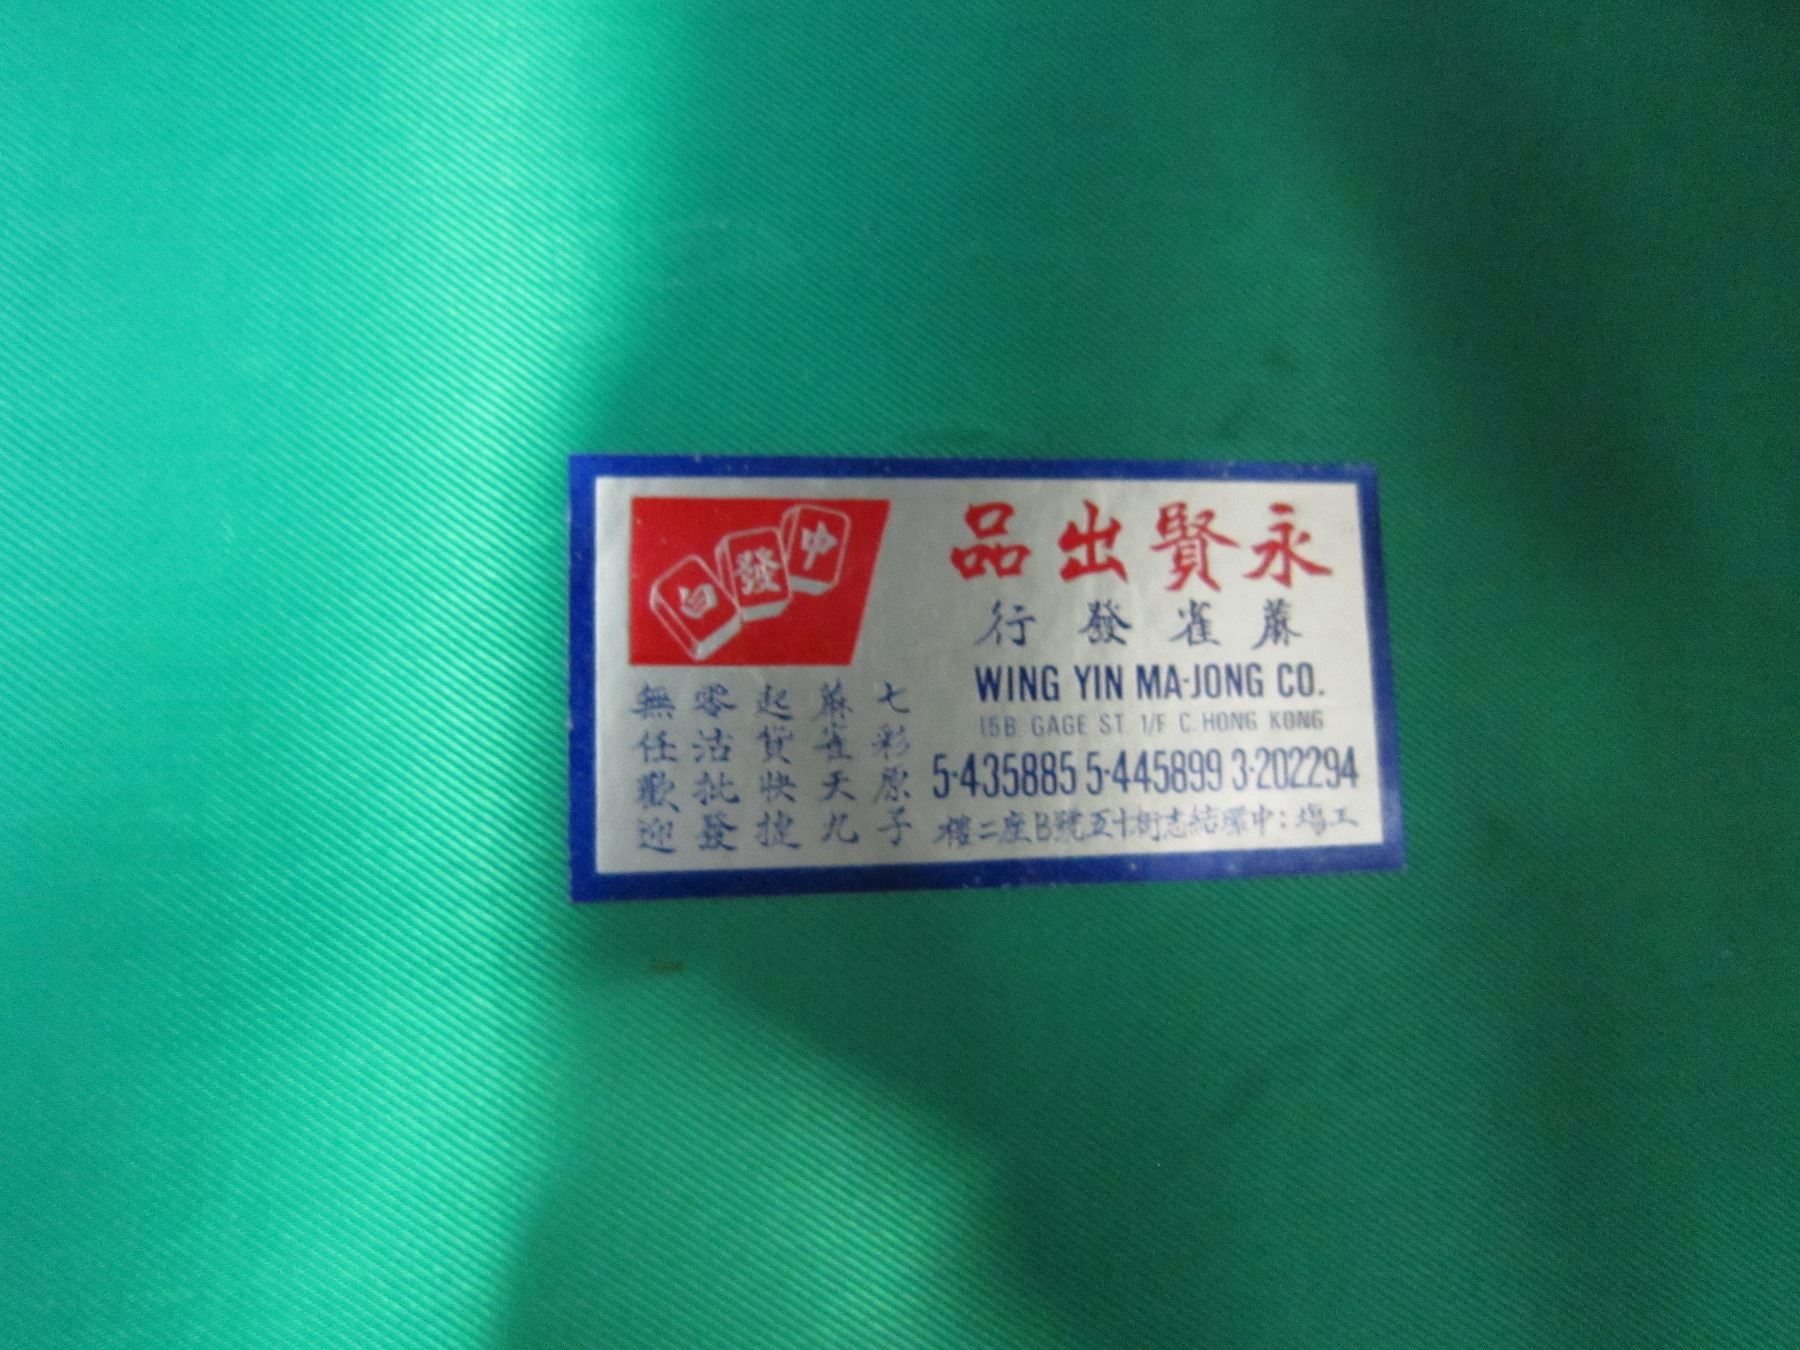 中
發
白
永賢出品
蔴雀發行
WING YIN MA-JONG CO.
15B. GAGE ST. 1/F C. HONG KONG
5-435885 5-445899 3-202294
工場:中環結志街十五號B座二樓
七彩原子
蔴雀天九
起貨快捷
零沽批發
無任歡迎